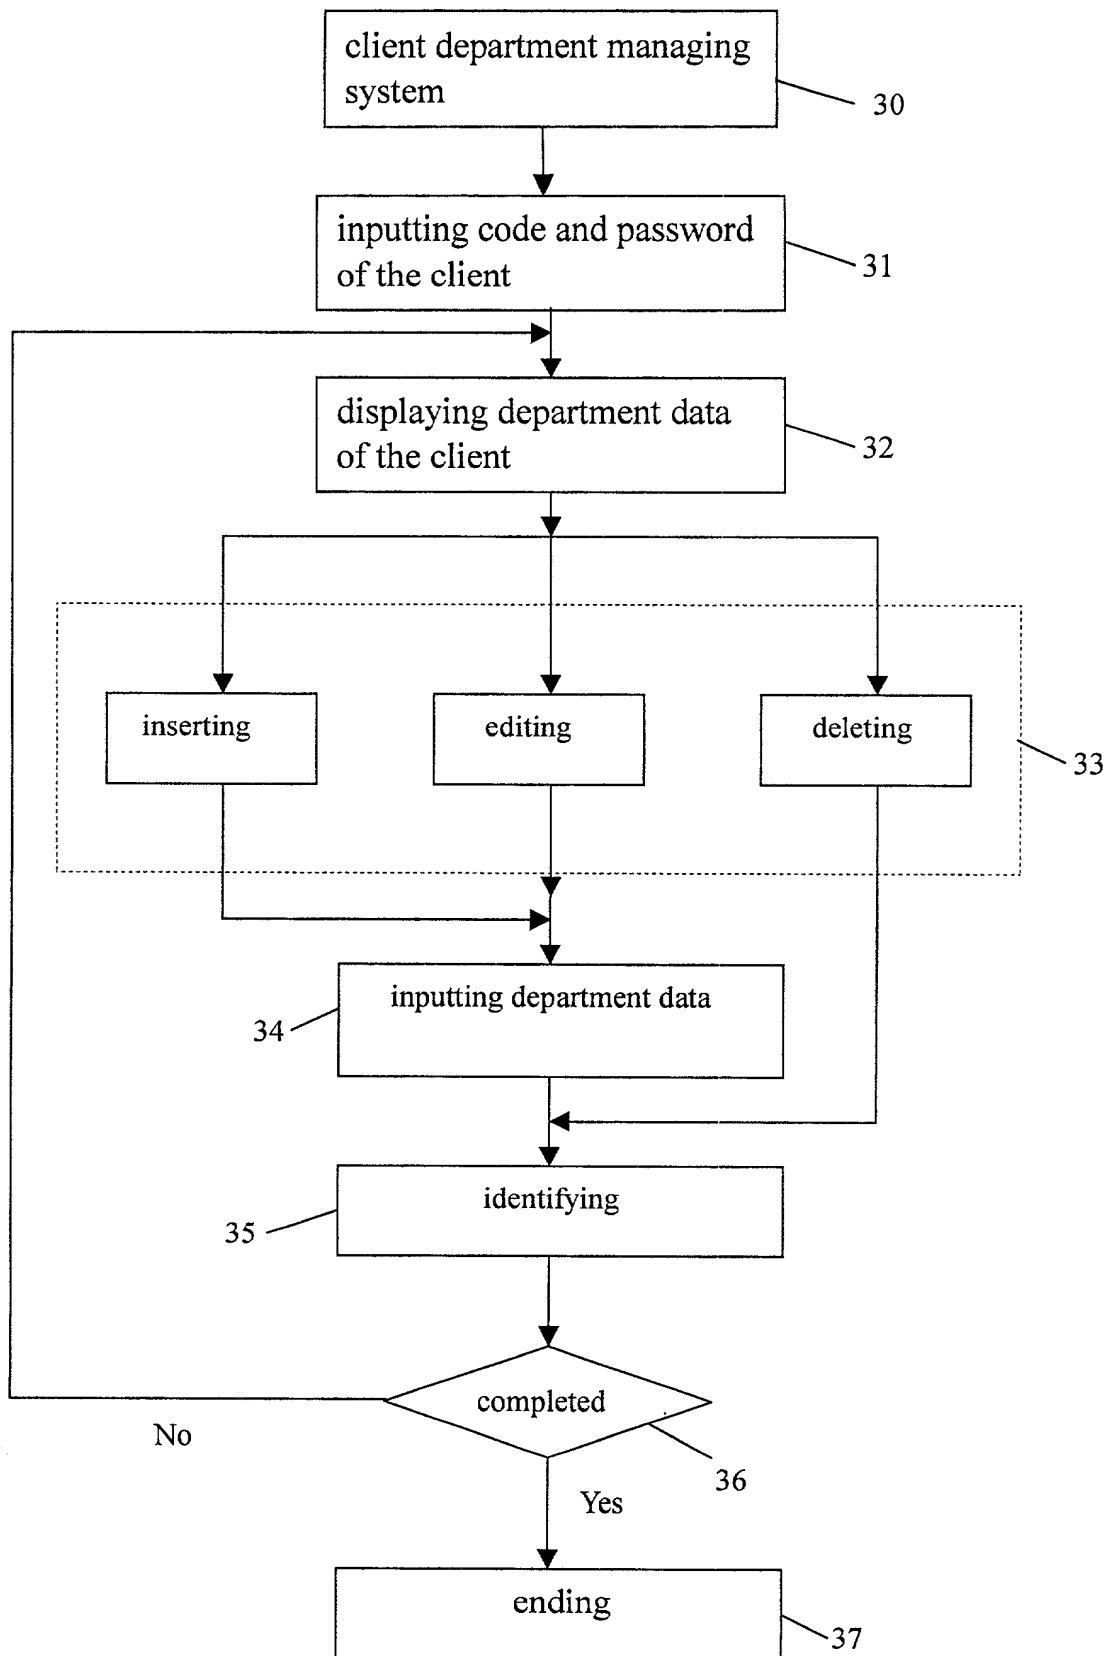 client department managing
system
30
inputting code and password
of the client
31
displaying department data
of the client
32
inserting
editing
deleting
33
inputting department data
34
identifying
35
completed
No
36
Yes
ending
37